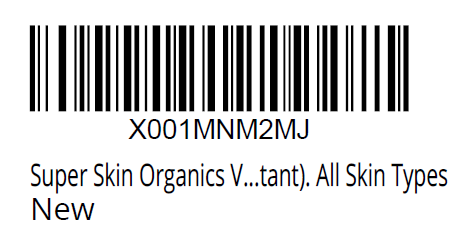 X001MNM2MJ
Super Skin Organics V...tant). All Skin Types
New